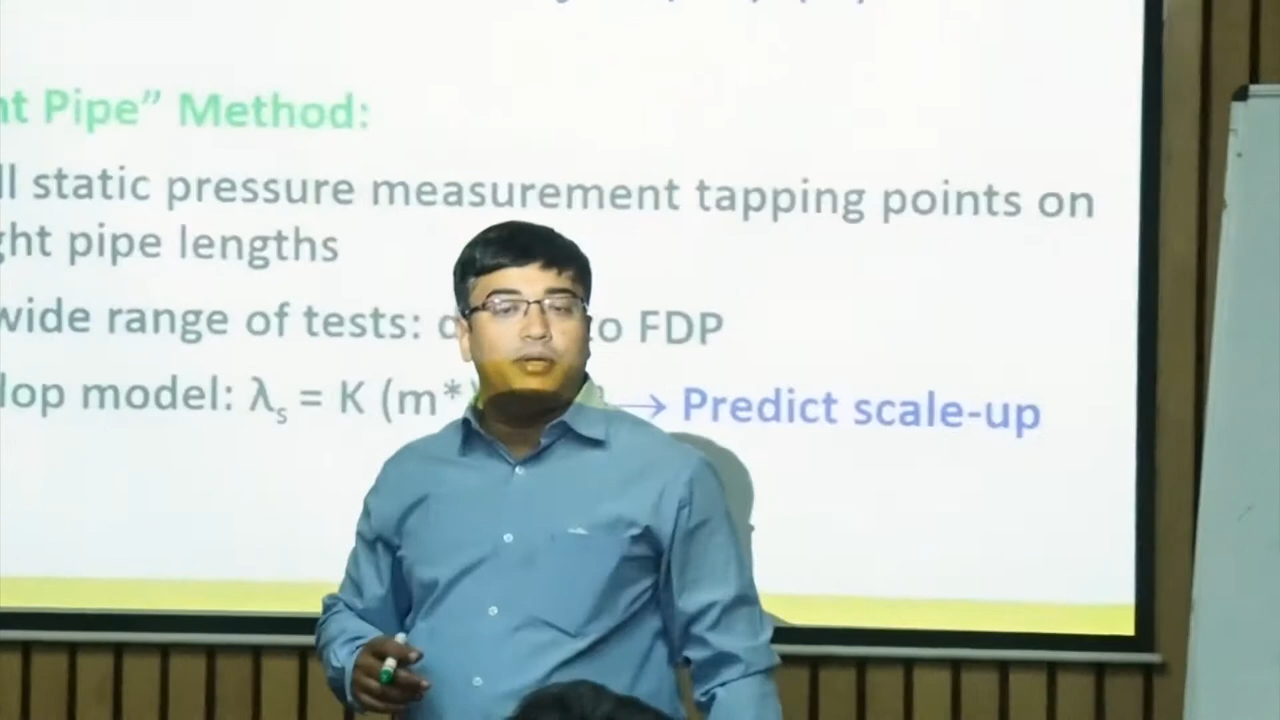 nt Pipe” Method:
ll static pressure measurement tapping points on
ght pipe lengths
wide range of tests: o FDP
lop model: λs = K (m* → Predict scale-up